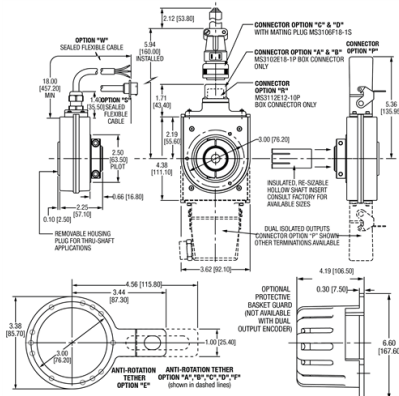 2.12 [53.80]
OPTION "W"
SEALED FLEXIBLE CABLE
5.94
[160.00]
INSTALLED
CONNECTOR OPTION "C" & "D"
WITH MATING PLUG MS3106F18-1S
CONNECTOR OPTION "A" & "B"
MS3102E18-1P BOX CONNECTOR
ONLY
CONNECTOR
OPTION "P"
18.00
[457.20]
MIN
1.40
[35.50]
OPTION "S"
SEALED
FLEXIBLE
CABLE
1.71
[43.40]
CONNECTOR
OPTION
"R"
MS3112E12-10P
BOX CONNECTOR ONLY
5.36
[135.95]
2.19
[55.60]
3.00 [76.20]
2.50
[63.50]
PILOT
4.38
[111.10]
0.66 [16.80]
2.25
[57.10]
0.10 [2.50]
INSULATED, RE-SIZABLE
HOLLOW SHAFT INSERT
CONSULT FACTORY FOR
AVAILABLE SIZES
REMOVABLE HOUSING
PLUG FOR THRU-SHAFT
APPLICATIONS
DUAL ISOLATED OUTPUTS
CONNECTOR OPTION "P" SHOWN
OTHER TERMINATIONS AVAILABLE
3.62 [92.10]
4.56 [115.80]
3.44
[87.30]
4.19 [106.50]
0.30 [7.50]
OPTIONAL
PROTECTIVE
BASKET GUARD
(NOT AVAILABLE
WITH DUAL
OUTPUT ENCODER)
3.38
[85.70]
3.00
[76.20]
1.00 [25.40]
6.60
[167.60]
ANTI-ROTATION
TETHER
OPTION "E"
ANTI-ROTATION TETHER
OPTION "A","B","C","D","F"
(shown in dashed lines)